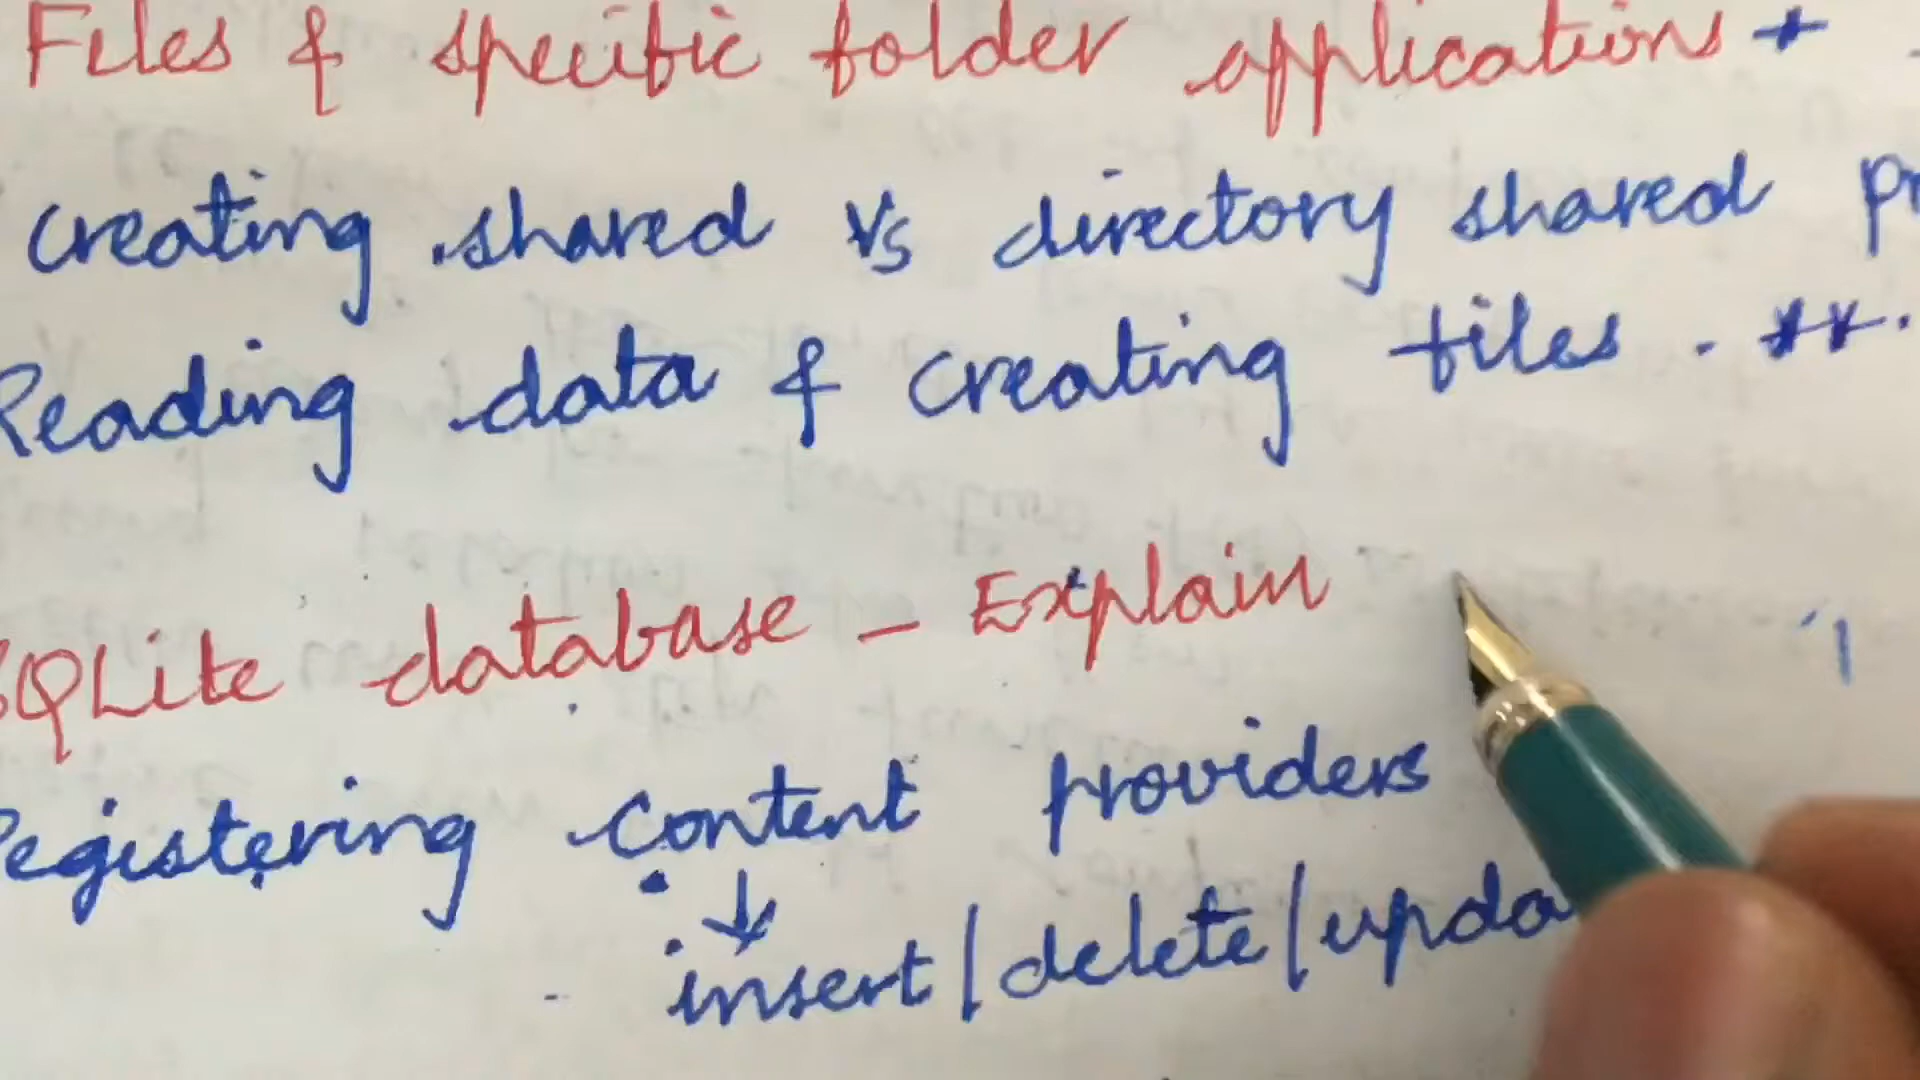 Files & specific folder applications *
creating shared Vs directory shared
Reading data & creating files. **.
SQLite database - Explain
Registering content providers
↓
insert/delete/upda